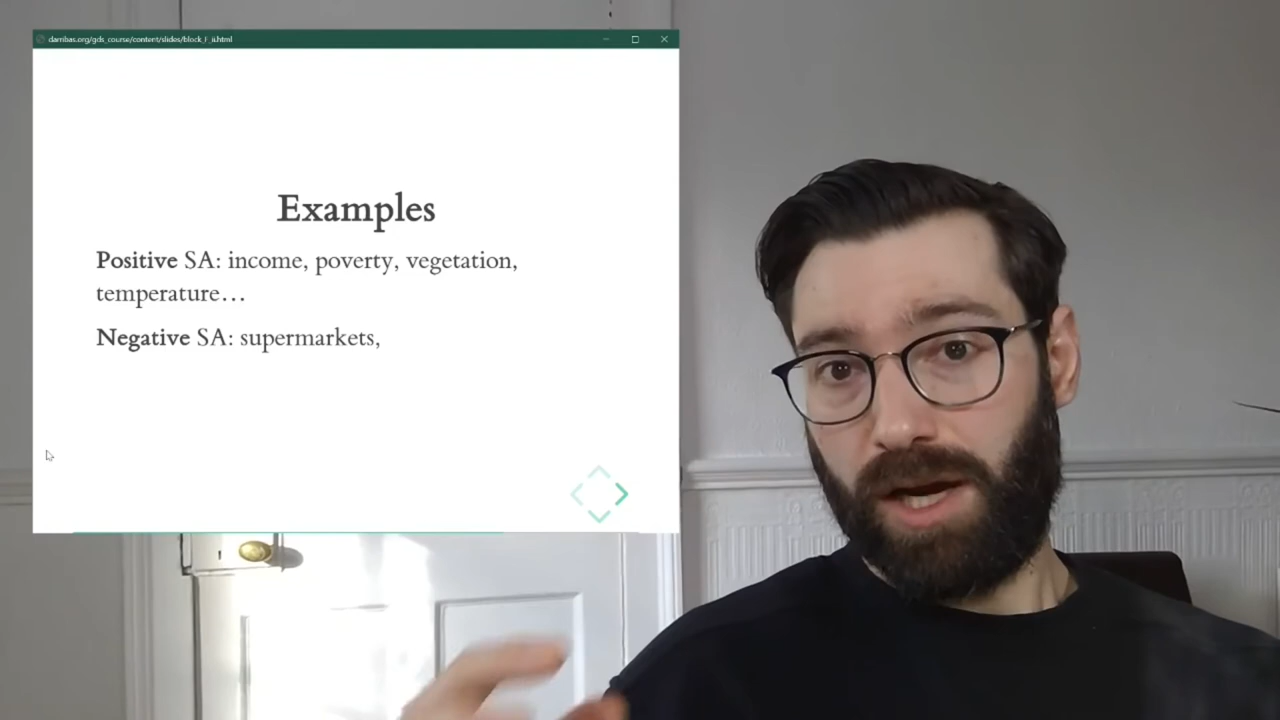 darribas.org/gds_course/content/slides/block_F_ii.html
Examples
Positive SA: income, poverty, vegetation,
temperature…
Negative SA: supermarkets,